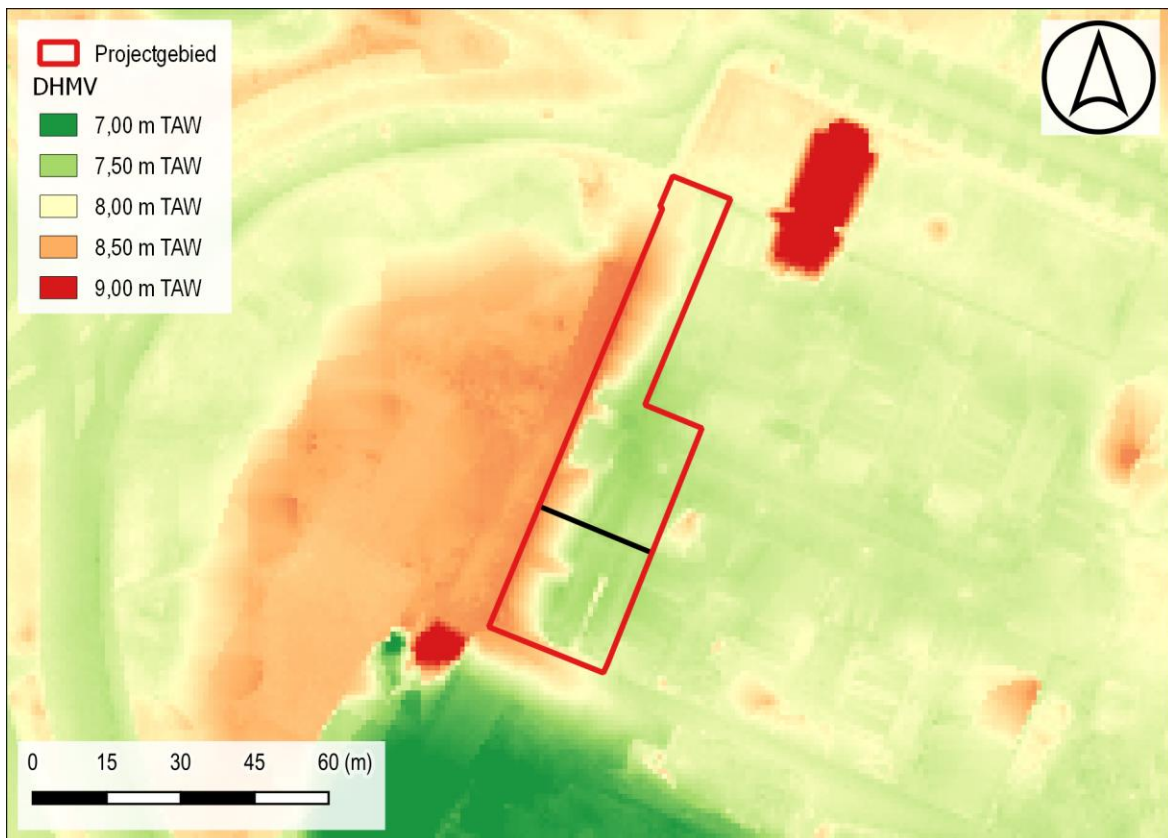 Projectgebied
DHMV
7,00 m TAW
7,50 m TAW
8,00 m TAW
8,50 m TAW
9,00 m TAW
0 15 30 45 60 (m)